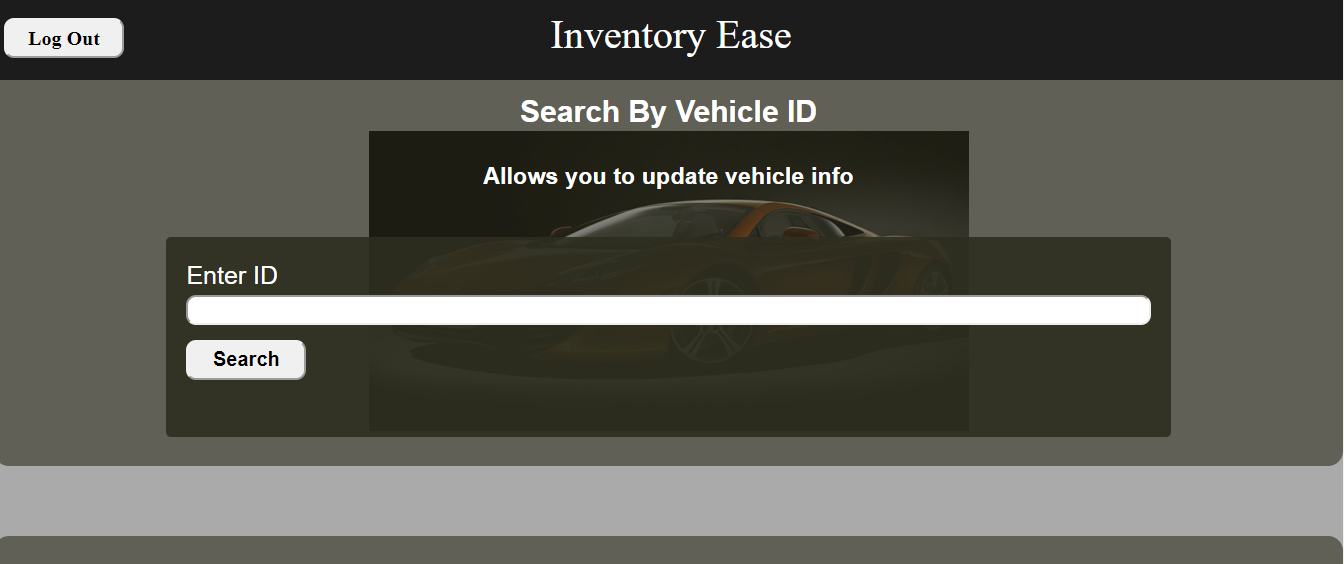 Log Out
Inventory Ease
Search By Vehicle ID
Allows you to update vehicle info
Enter ID
Search